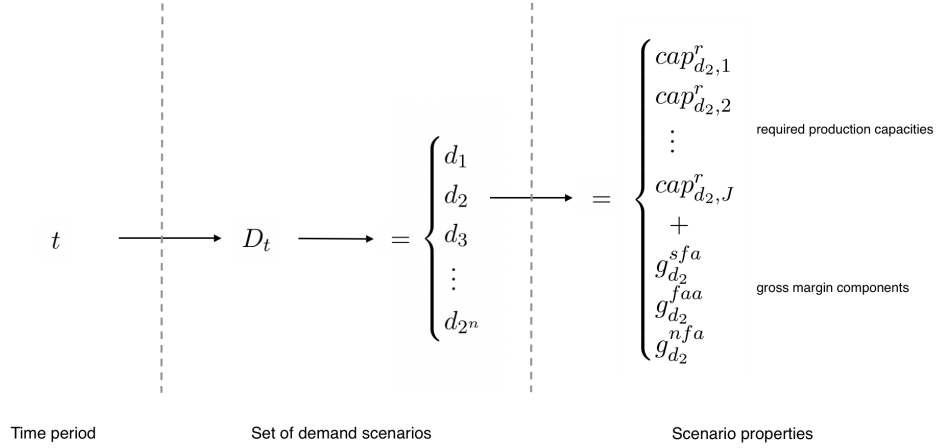 t
D_t
=
d_1
d_2
d_3
⋮
d_{2^n}
=
cap^r_{d_2,1}
cap^r_{d_2,2}
⋮
cap^r_{d_2,J}
+
g^{sfa}_{d_2}
g^{faa}_{d_2}
g^{nfa}_{d_2}
required production capacities
gross margin components
Time period
Set of demand scenarios
Scenario properties